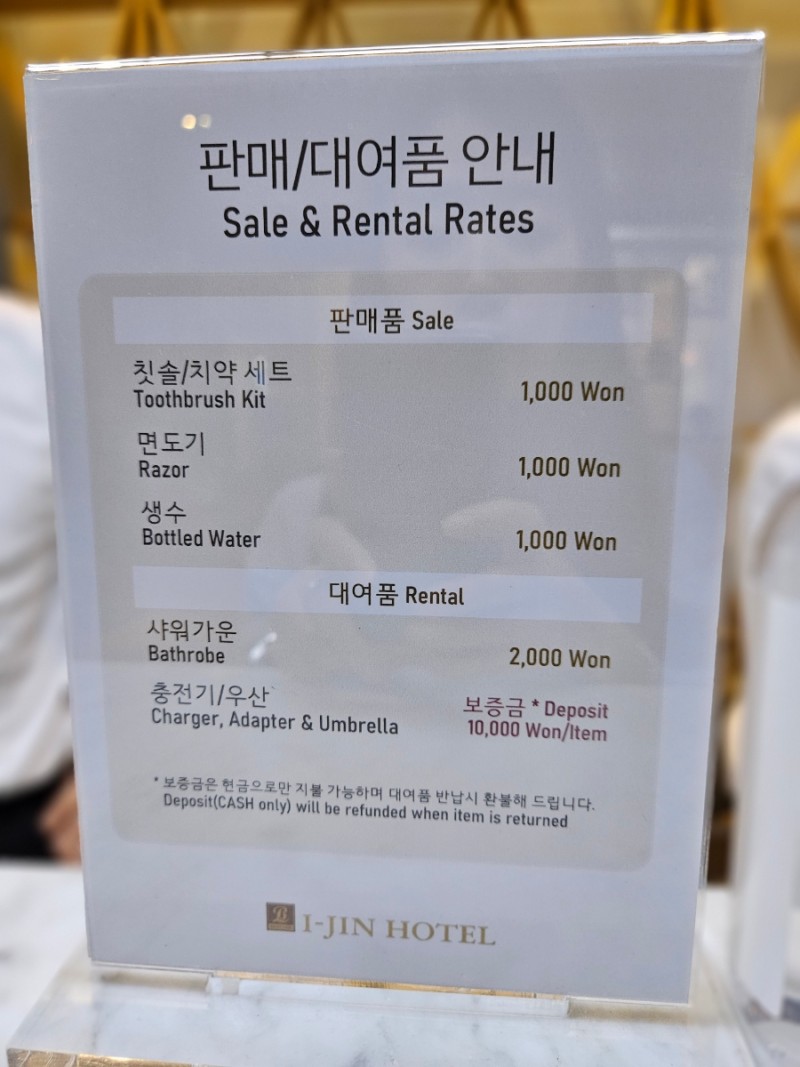 판매/대여품 안내
Sale & Rental Rates
판매품 Sale
칫솔/치약 세트
Toothbrush Kit
1,000 Won
면도기
Razor
1,000 Won
생수
Bottled Water
1,000 Won
대여품 Rental
샤워가운
Bathrobe
2,000 Won
충전기/우산
Charger, Adapter & Umbrella
보증금 * Deposit
10,000 Won/Item
* 보증금은 현금으로만 지불 가능하며 대여품 반납시 환불해 드립니다.
Deposit(CASH only) will be refunded when item is returned
B
I-JIN HOTEL